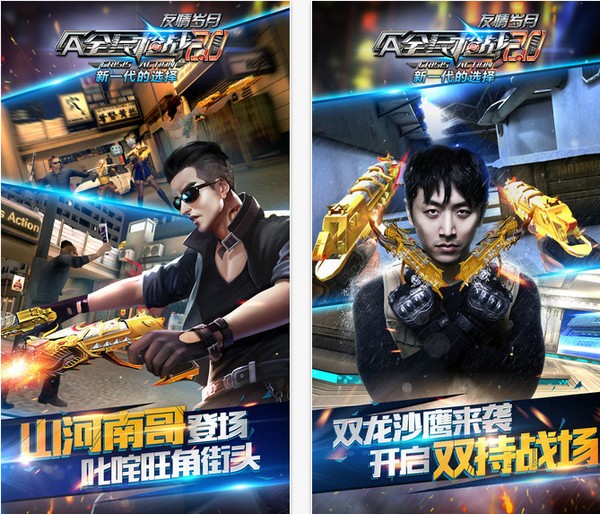 友情岁月
全民枪战2.0
CRISIS ACTION
新一代的选择
s Action
山河南哥登场
叱咤旺角街头
友情岁月
全民枪战2.0
CRISIS ACTION
新一代的选择
双龙沙鹰来袭
开启双持战场